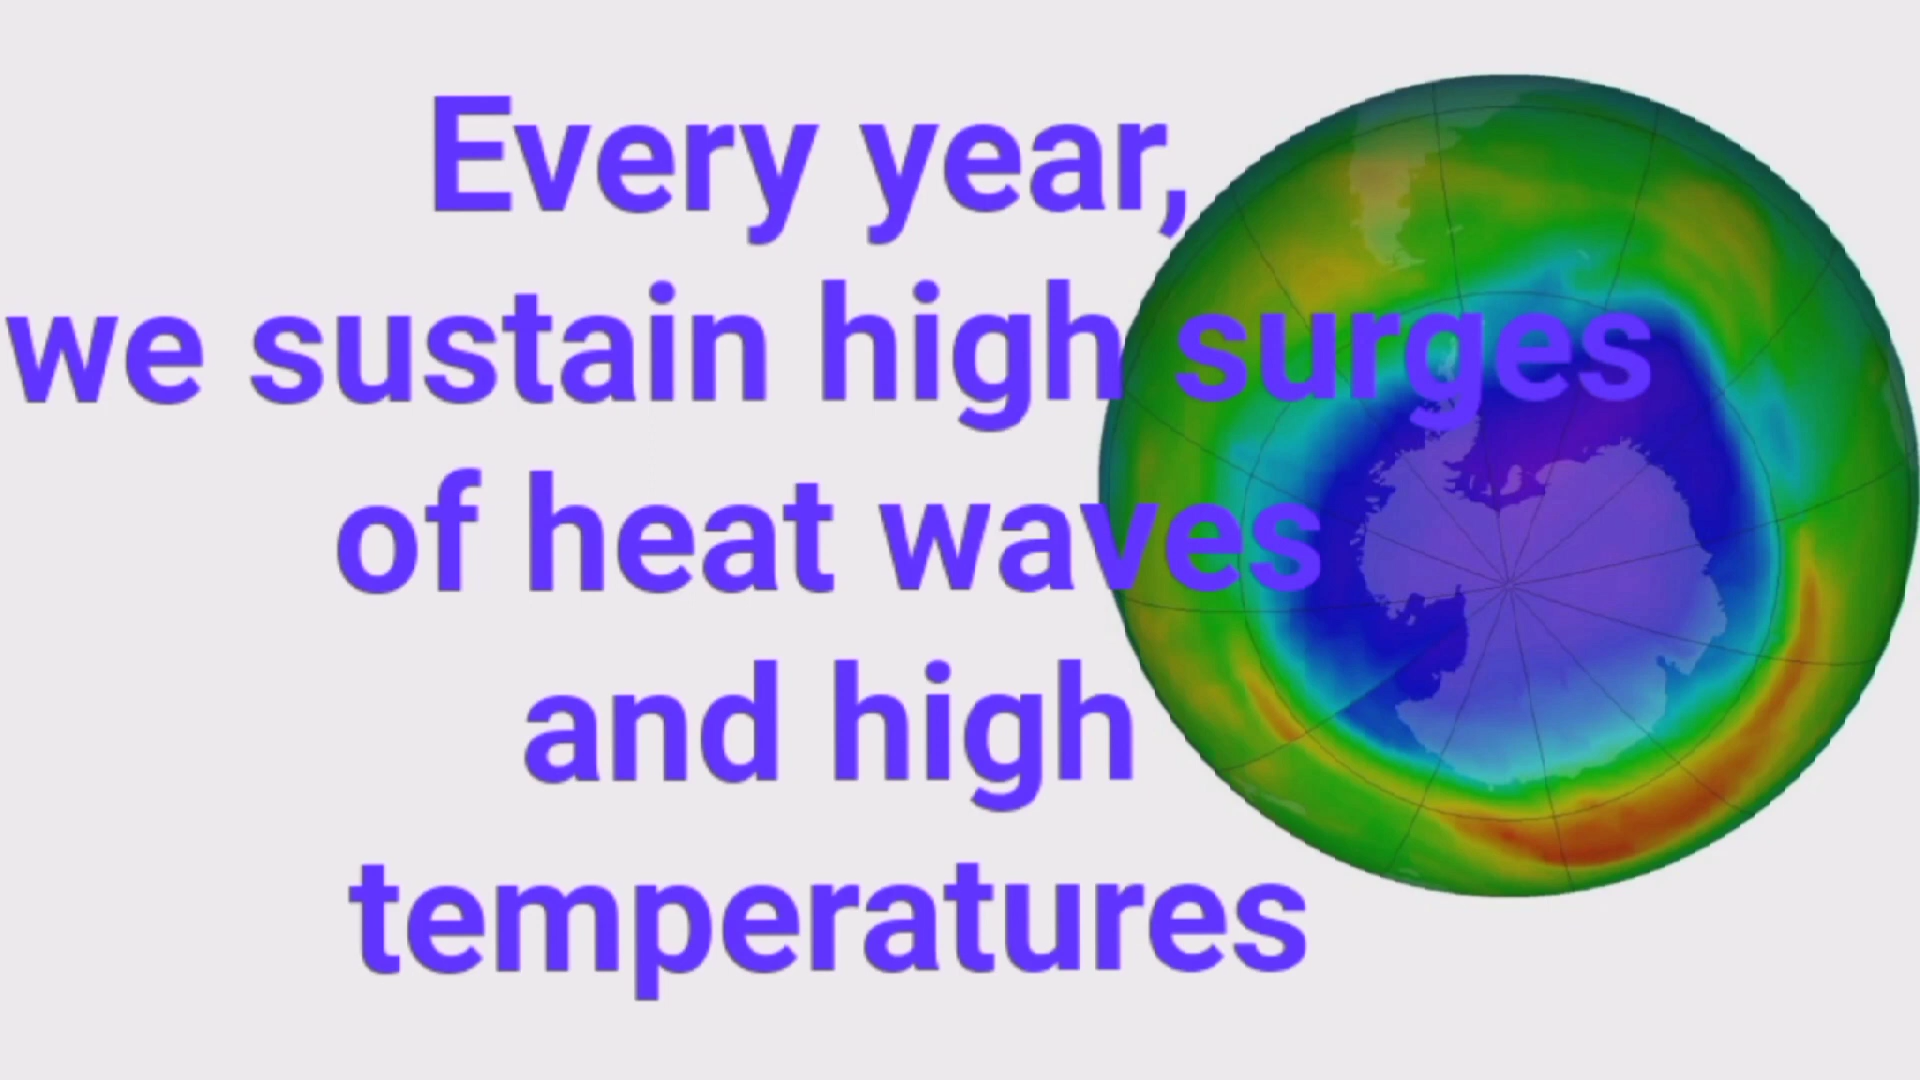 Every year,
we sustain high surges
of heat waves
and high
temperatures